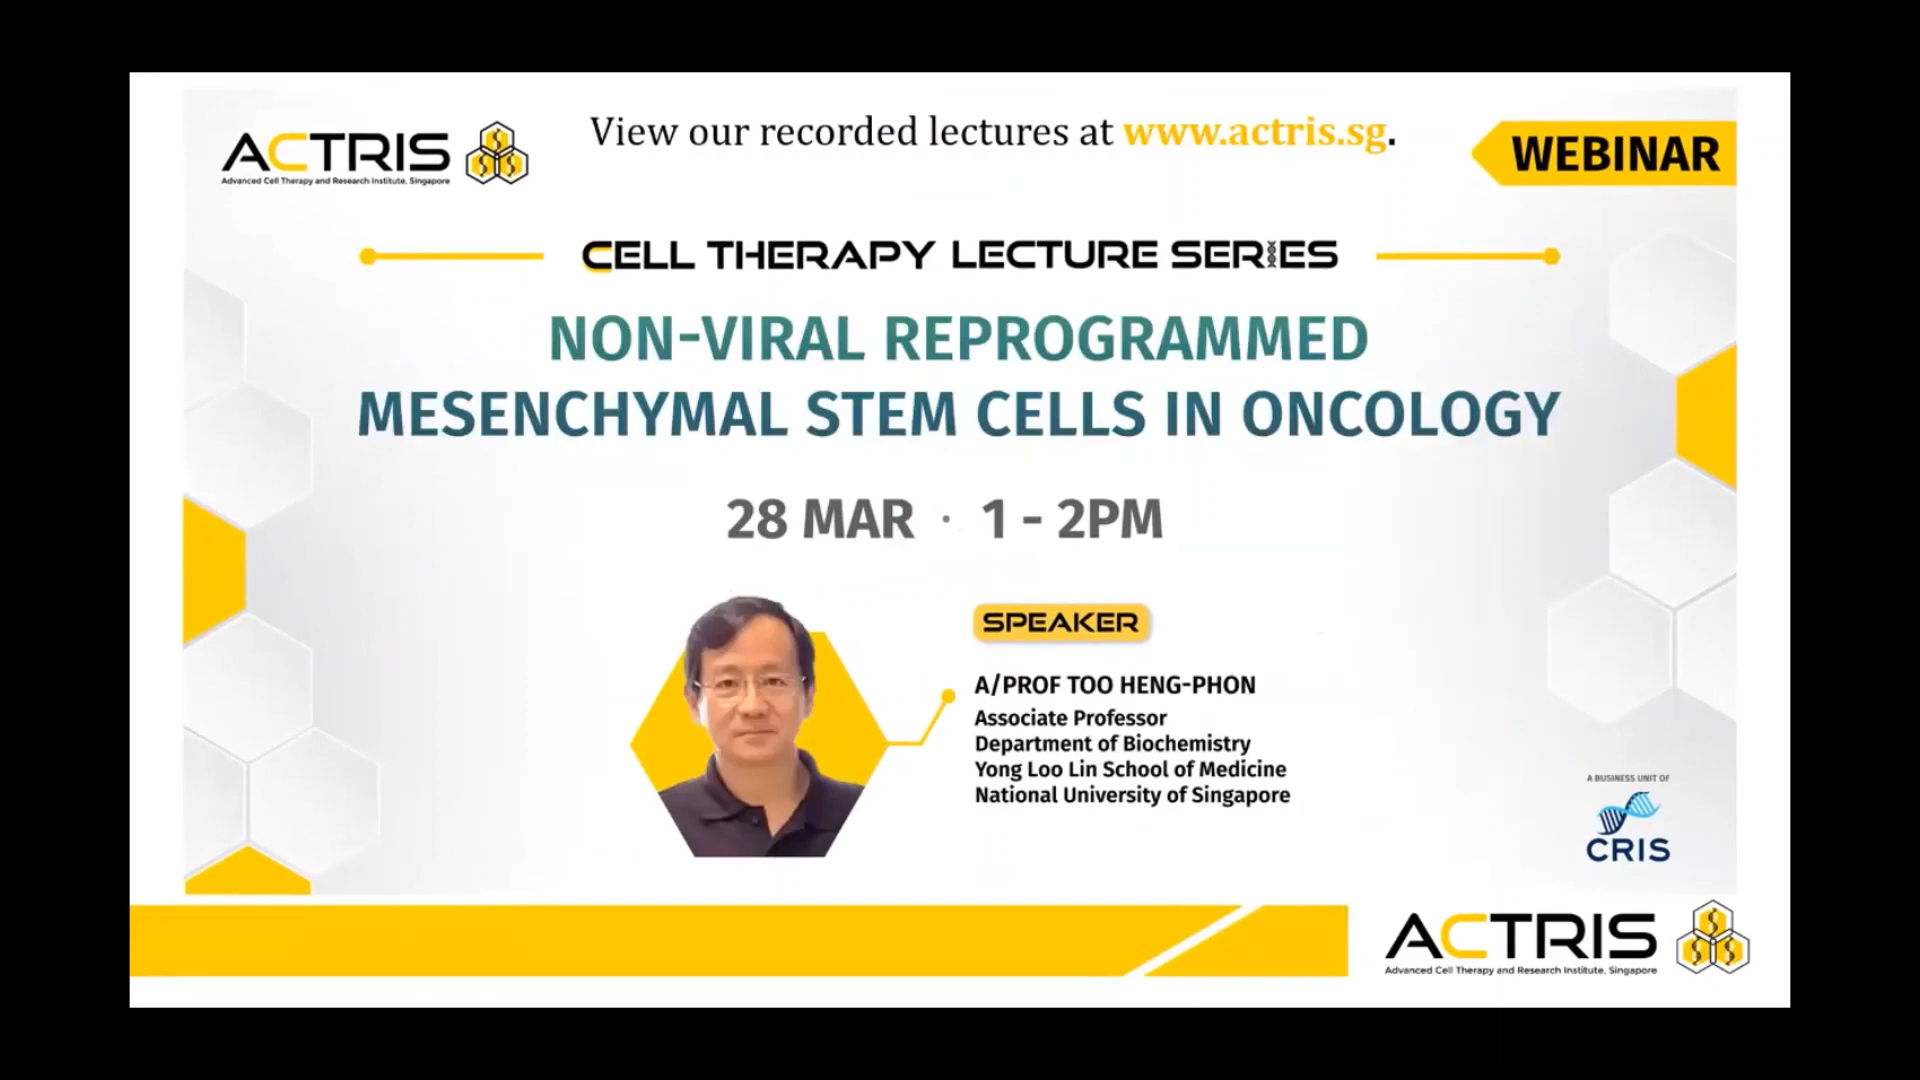 ACTRIS
Advanced Cell Therapy and Research Institute, Singapore
View our recorded lectures at www.actris.sg.
WEBINAR
CELL THERAPY LECTURE SERIES
NON-VIRAL REPROGRAMMED
MESENCHYMAL STEM CELLS IN ONCOLOGY
28 MAR · 1 - 2PM
SPEAKER
A/PROF TOO HENG-PHON
Associate Professor
Department of Biochemistry
Yong Loo Lin School of Medicine
National University of Singapore
A BUSINESS UNIT OF
CRIS
ACTRIS
Advanced Cell Therapy and Research Institute, Singapore